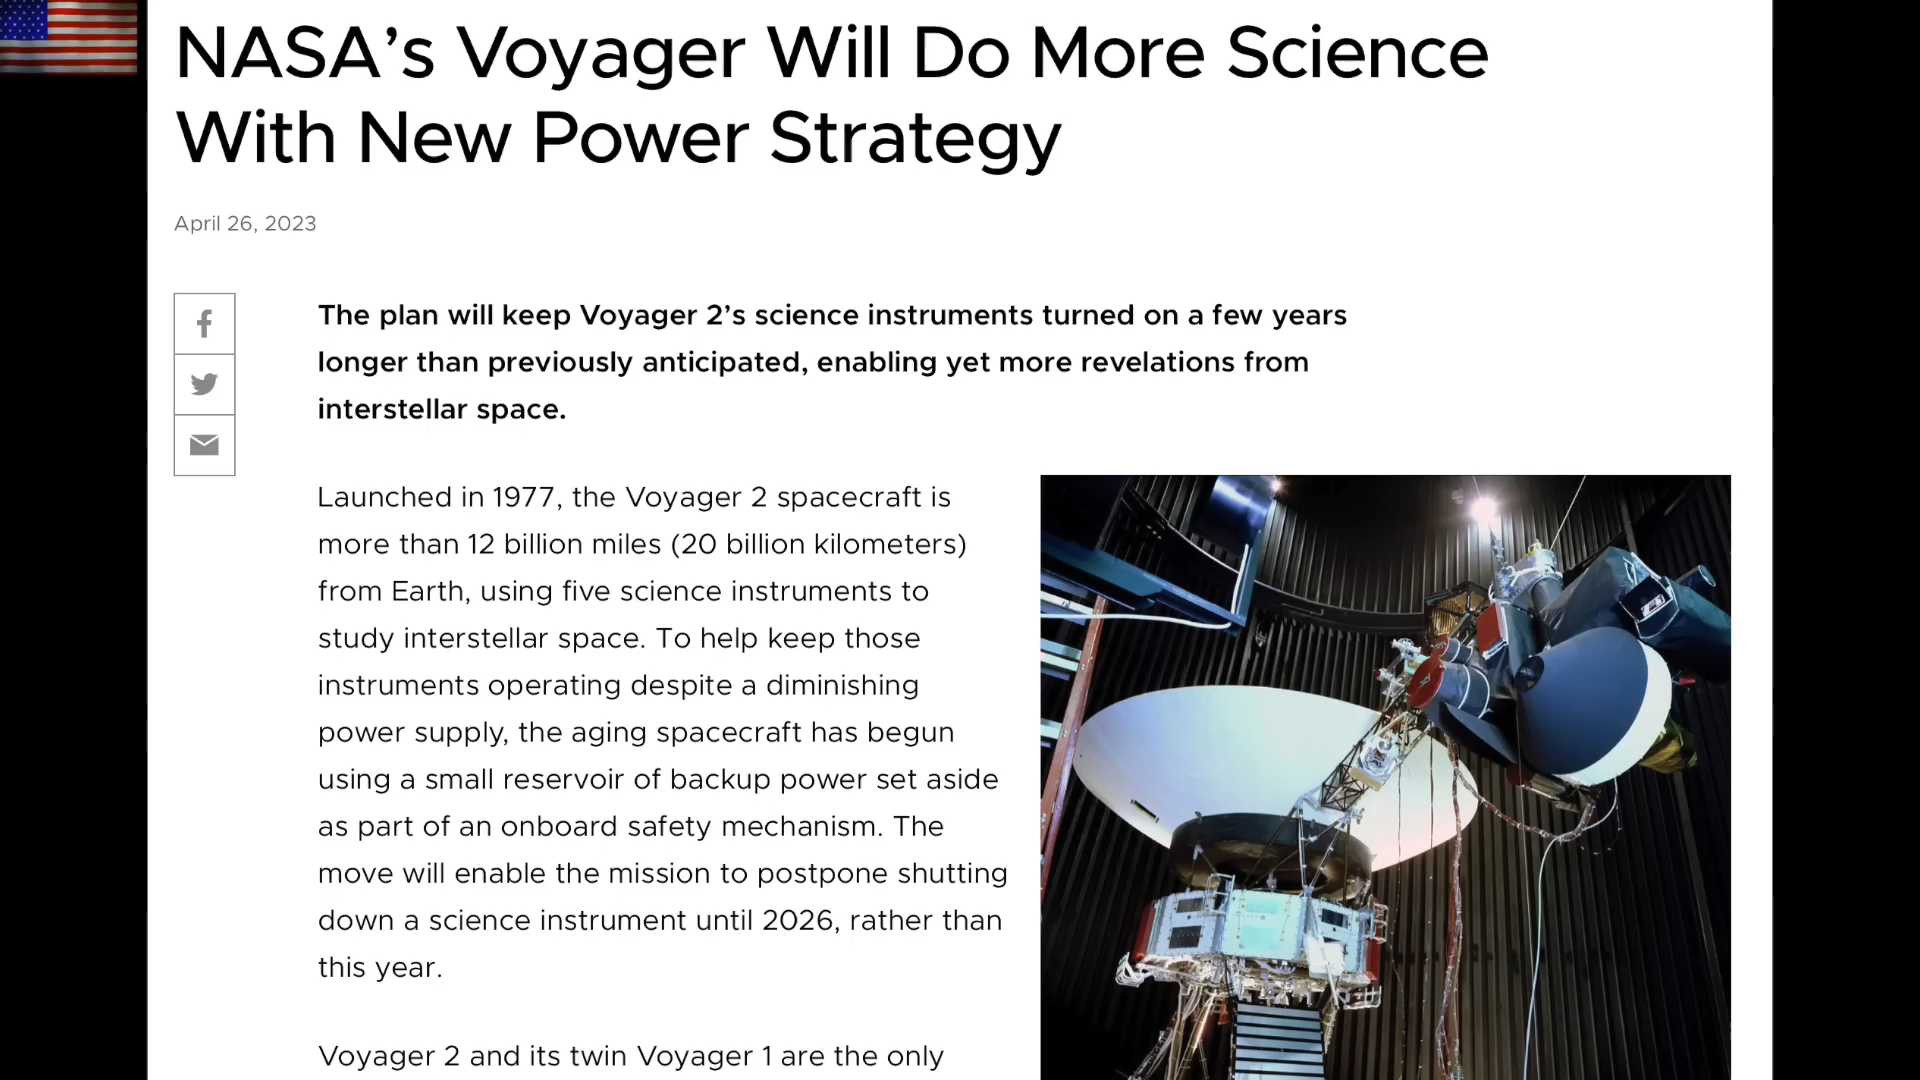 NASA’s Voyager Will Do More Science
With New Power Strategy
April 26, 2023
The plan will keep Voyager 2’s science instruments turned on a few years
longer than previously anticipated, enabling yet more revelations from
interstellar space.
Launched in 1977, the Voyager 2 spacecraft is
more than 12 billion miles (20 billion kilometers)
from Earth, using five science instruments to
study interstellar space. To help keep those
instruments operating despite a diminishing
power supply, the aging spacecraft has begun
using a small reservoir of backup power set aside
as part of an onboard safety mechanism. The
move will enable the mission to postpone shutting
down a science instrument until 2026, rather than
this year.
Voyager 2 and its twin Voyager 1 are the only